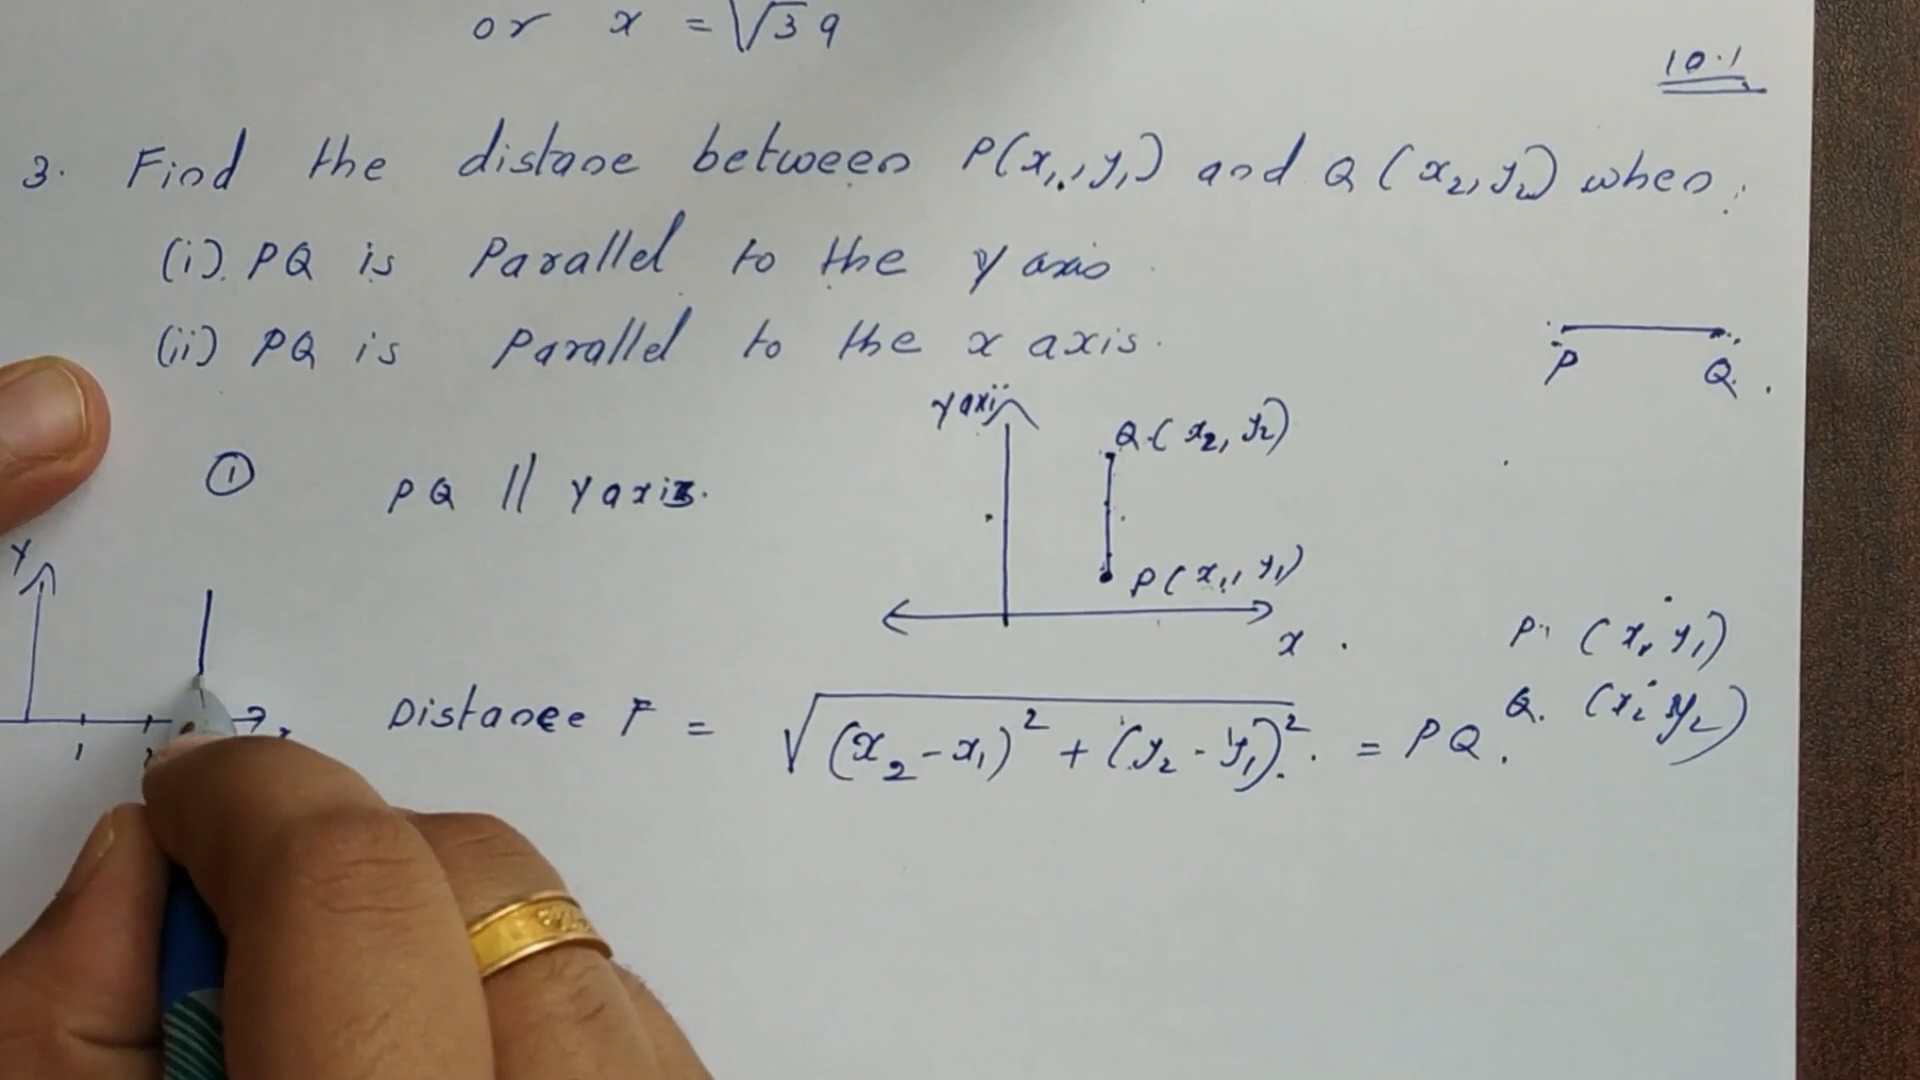 or x = √3 a
10.1
3. Find the distane between P(x₁, y₁) and Q (x₂, y₂) when:
(i). PQ is Parallel to the y axis
(ii) PQ is Parallel to the x axis.
P Q
Y axis
Q (x₂, y₂)
① PQ || Y axis.
P (x₁, y₁)
x
Y
1 2
P (x₁ y₁)
Q. (x₂ y₂)
Distance F = √(x₂ - x₁)² + (y₂ - y₁)². = PQ.